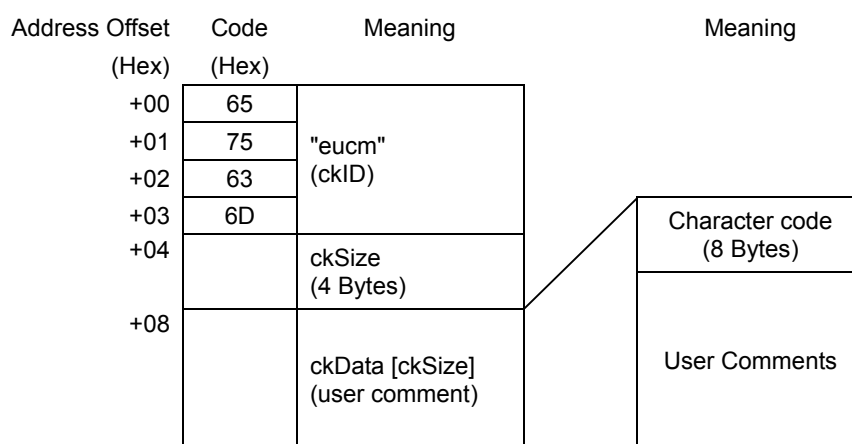 Address Offset Code Meaning Meaning
(Hex) (Hex)
+00 65
+01 75 "eucm"
+02 63 (ckID)
+03 6D
Character code
(8 Bytes)
+04 ckSize
(4 Bytes)
+08
ckData [ckSize]
(user comment)
User Comments